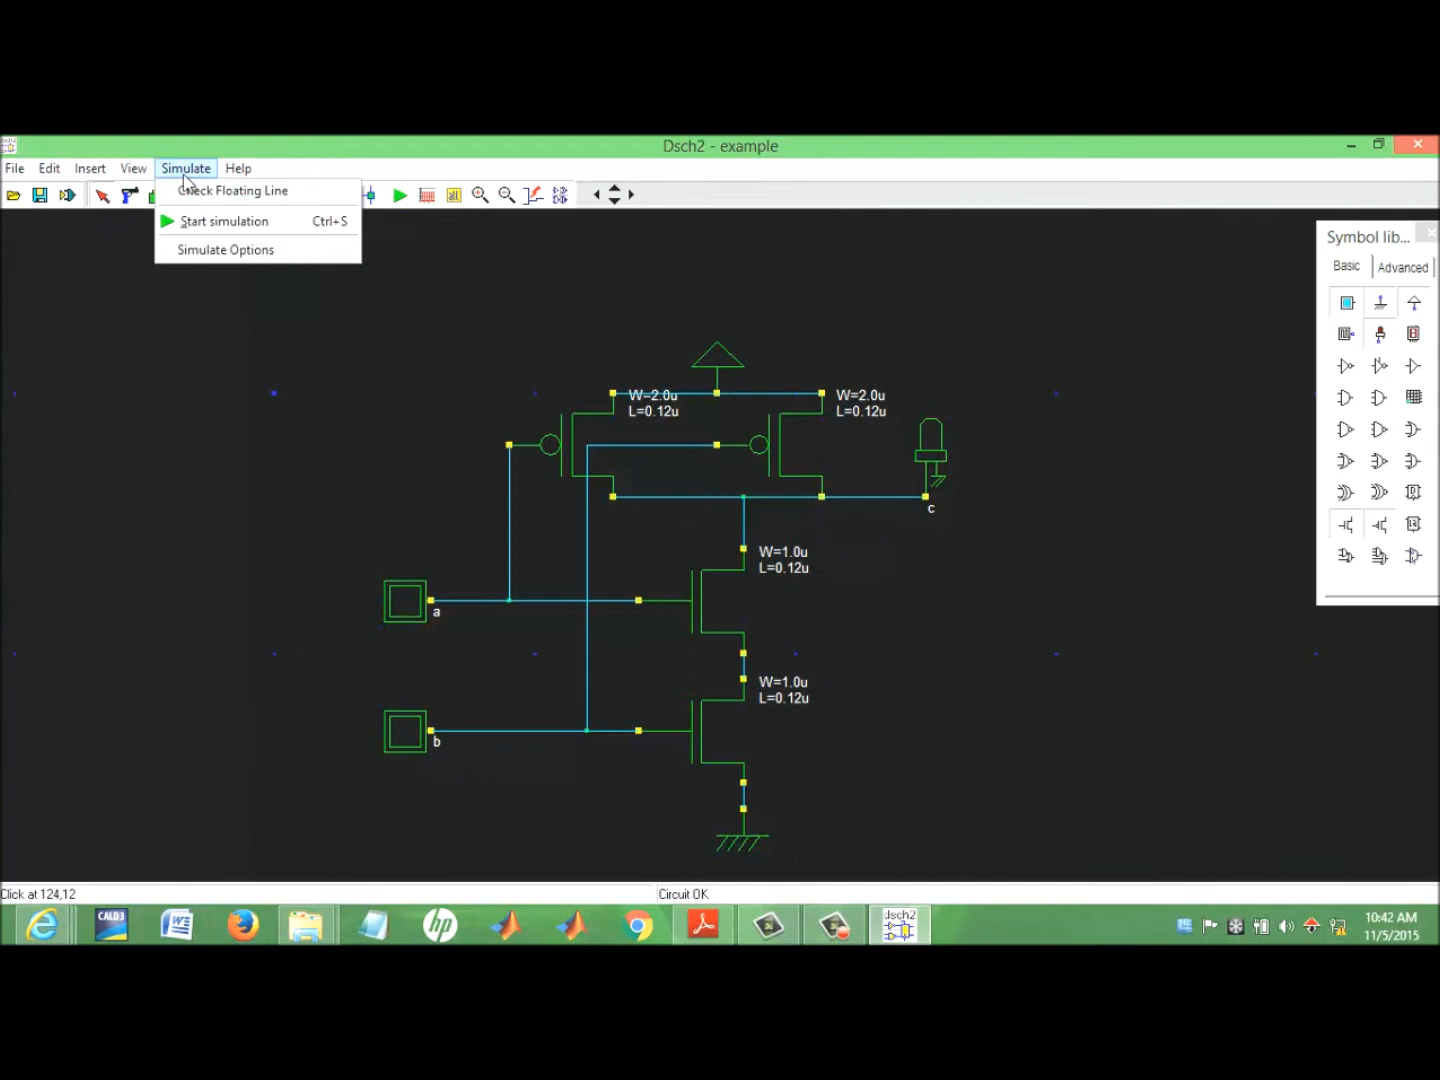 Dsch2 - example
File Edit Insert View Simulate Help
Check Floating Line
Start simulation Ctrl+S
Simulate Options
Symbol lib...
Basic Advanced
W=2.0u
L=0.12u
W=2.0u
L=0.12u
c
W=1.0u
L=0.12u
a
W=1.0u
L=0.12u
b
Click at 124,12
Circuit OK
CALD3
hp
dsch2
10:42 AM
11/5/2015